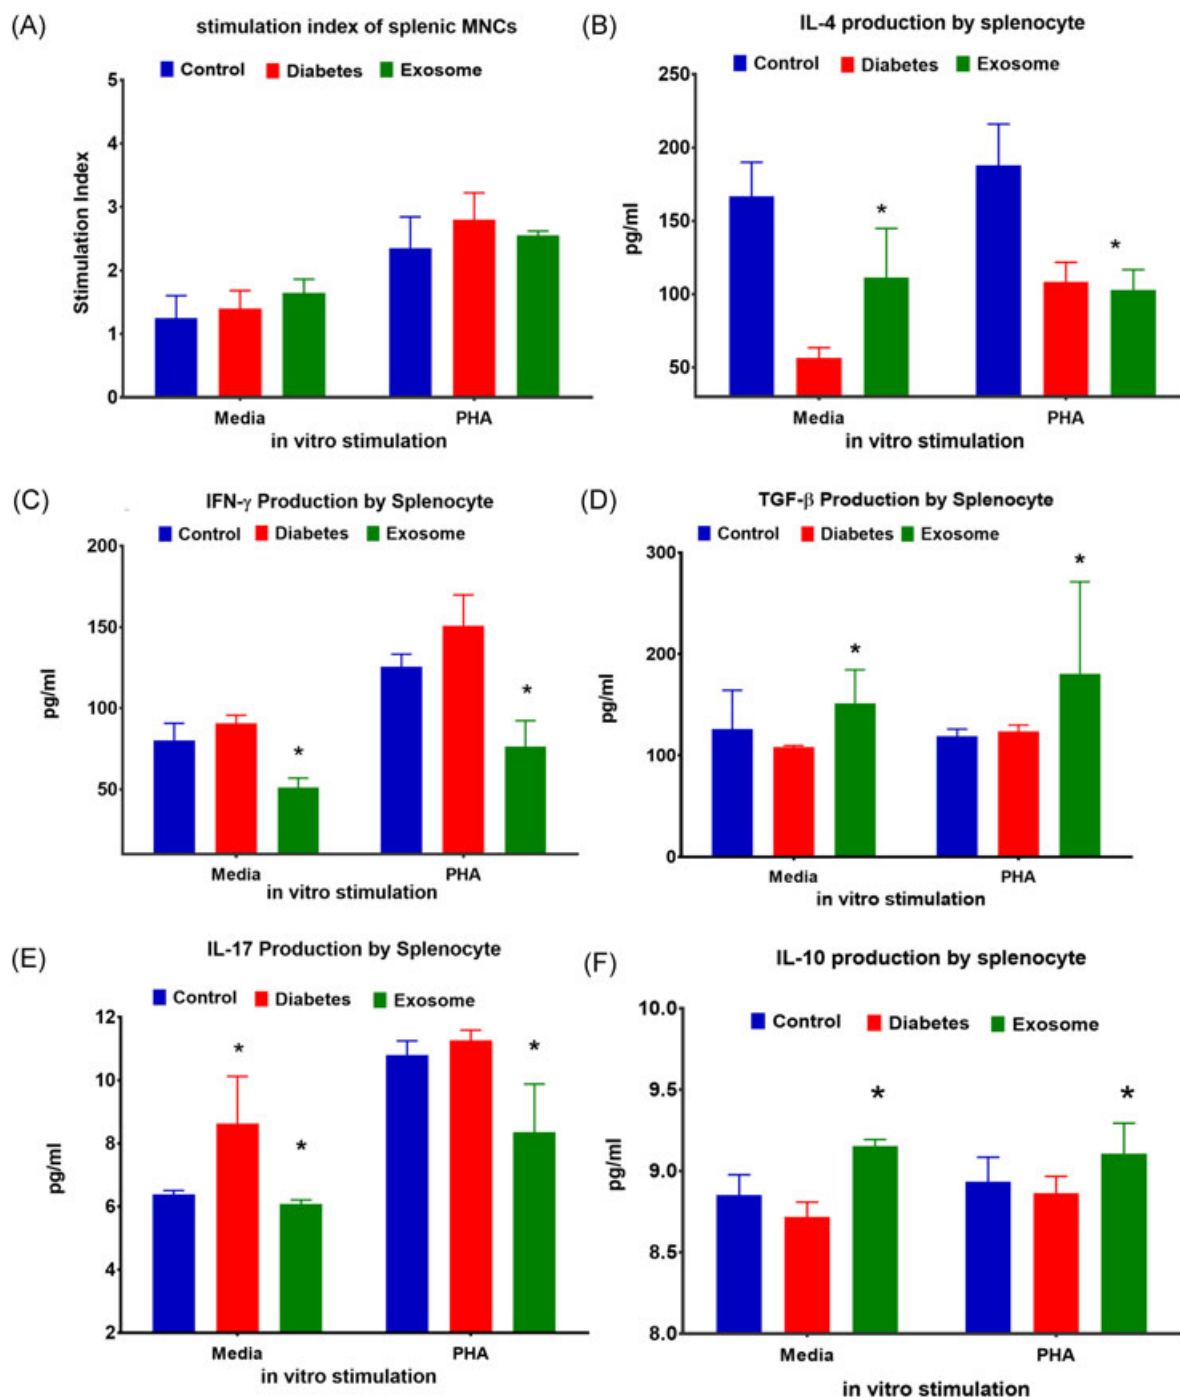 (A)
stimulation index of splenic MNCs
Control Diabetes Exosome
5
4
3
2
1
0
Stimulation Index
Media PHA
in vitro stimulation
(B)
IL-4 production by splenocyte
Control Diabetes Exosome
250
200
150
100
50
pg/ml
*
*
Media PHA
in vitro stimulation
(C)
IFN-γ Production by Splenocyte
Control Diabetes Exosome
200
150
100
50
pg/ml
*
*
Media PHA
in vitro stimulation
(D)
TGF-β Production by Splenocyte
Control Diabetes Exosome
300
200
100
0
pg/ml
*
*
Media PHA
in vitro stimulation
(E)
IL-17 Production by Splenocyte
Control Diabetes Exosome
12
10
8
6
4
2
pg/ml
*
*
*
Media PHA
in vitro stimulation
(F)
IL-10 production by splenocyte
Control Diabetes Exosome
10.0
9.5
9.0
8.5
8.0
pg/ml
*
*
Media PHA
in vitro stimulation